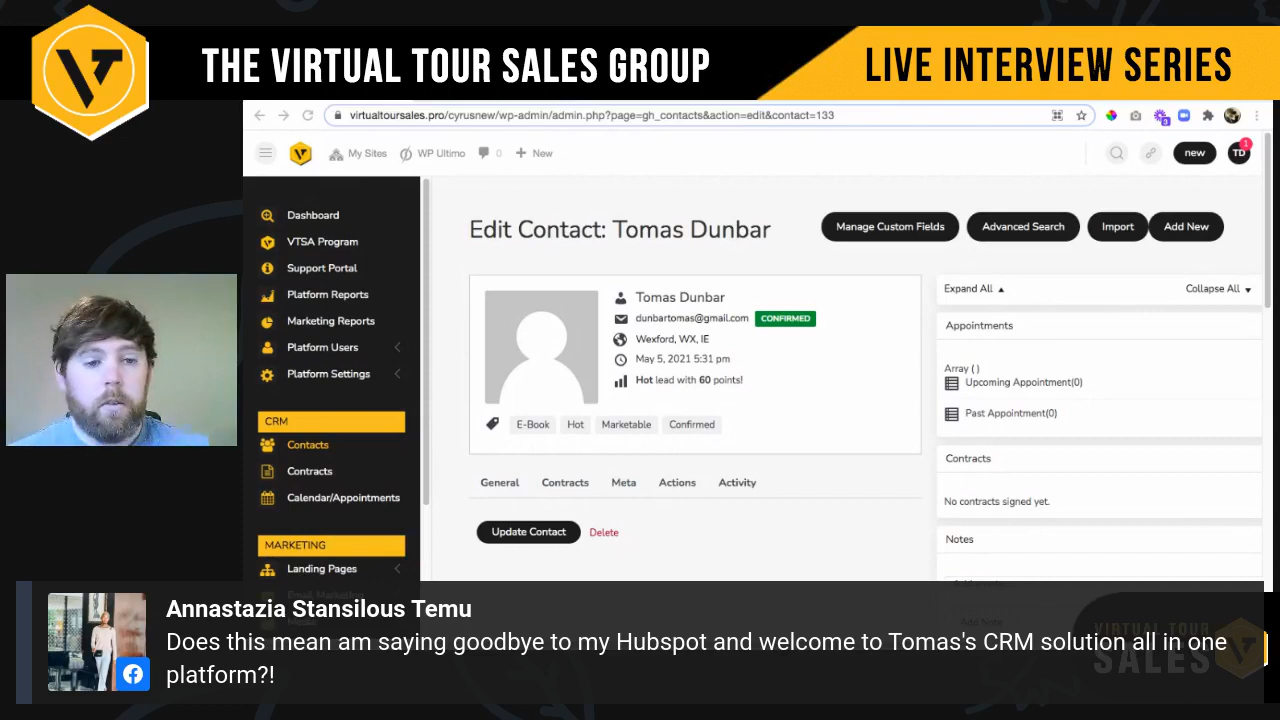 THE VIRTUAL TOUR SALES GROUP
LIVE INTERVIEW SERIES
virtualtoursales.pro/cyrusnew/wp-admin/admin.php?page=gh_contacts&action=edit&contact=133
3
My Sites
WP Ultimo
0
New
new
TD
1
Dashboard
VTSA Program
Support Portal
Platform Reports
Marketing Reports
Platform Users
Platform Settings
CRM
Contacts
Contracts
Calendar/Appointments
MARKETING
Landing Pages
Edit Contact: Tomas Dunbar
Manage Custom Fields
Advanced Search
Import
Add New
Tomas Dunbar
dunbartomas@gmail.com CONFIRMED
Wexford, WX, IE
May 5, 2021 5:31 pm
Hot lead with 60 points!
E-Book Hot Marketable Confirmed
General Contracts Meta Actions Activity
Update Contact Delete
Expand All Collapse All
Appointments
Array ( )
Upcoming Appointment(0)
Past Appointment(0)
Contracts
No contracts signed yet.
Notes
Annastazia Stansilous Temu
Does this mean am saying goodbye to my Hubspot and welcome to Tomas's CRM solution all in one
platform?!
VIRTUAL TOUR
SALES